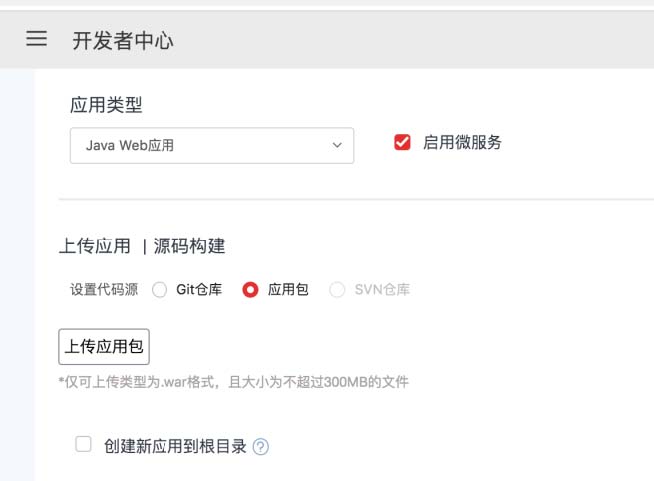 开发者中心
应用类型
Java Web应用 启用微服务
上传应用 | 源码构建
设置代码源 Git仓库 应用包 SVN仓库
上传应用包
*仅可上传类型为.war格式，且大小为不超过300MB的文件
创建新应用到根目录 ?